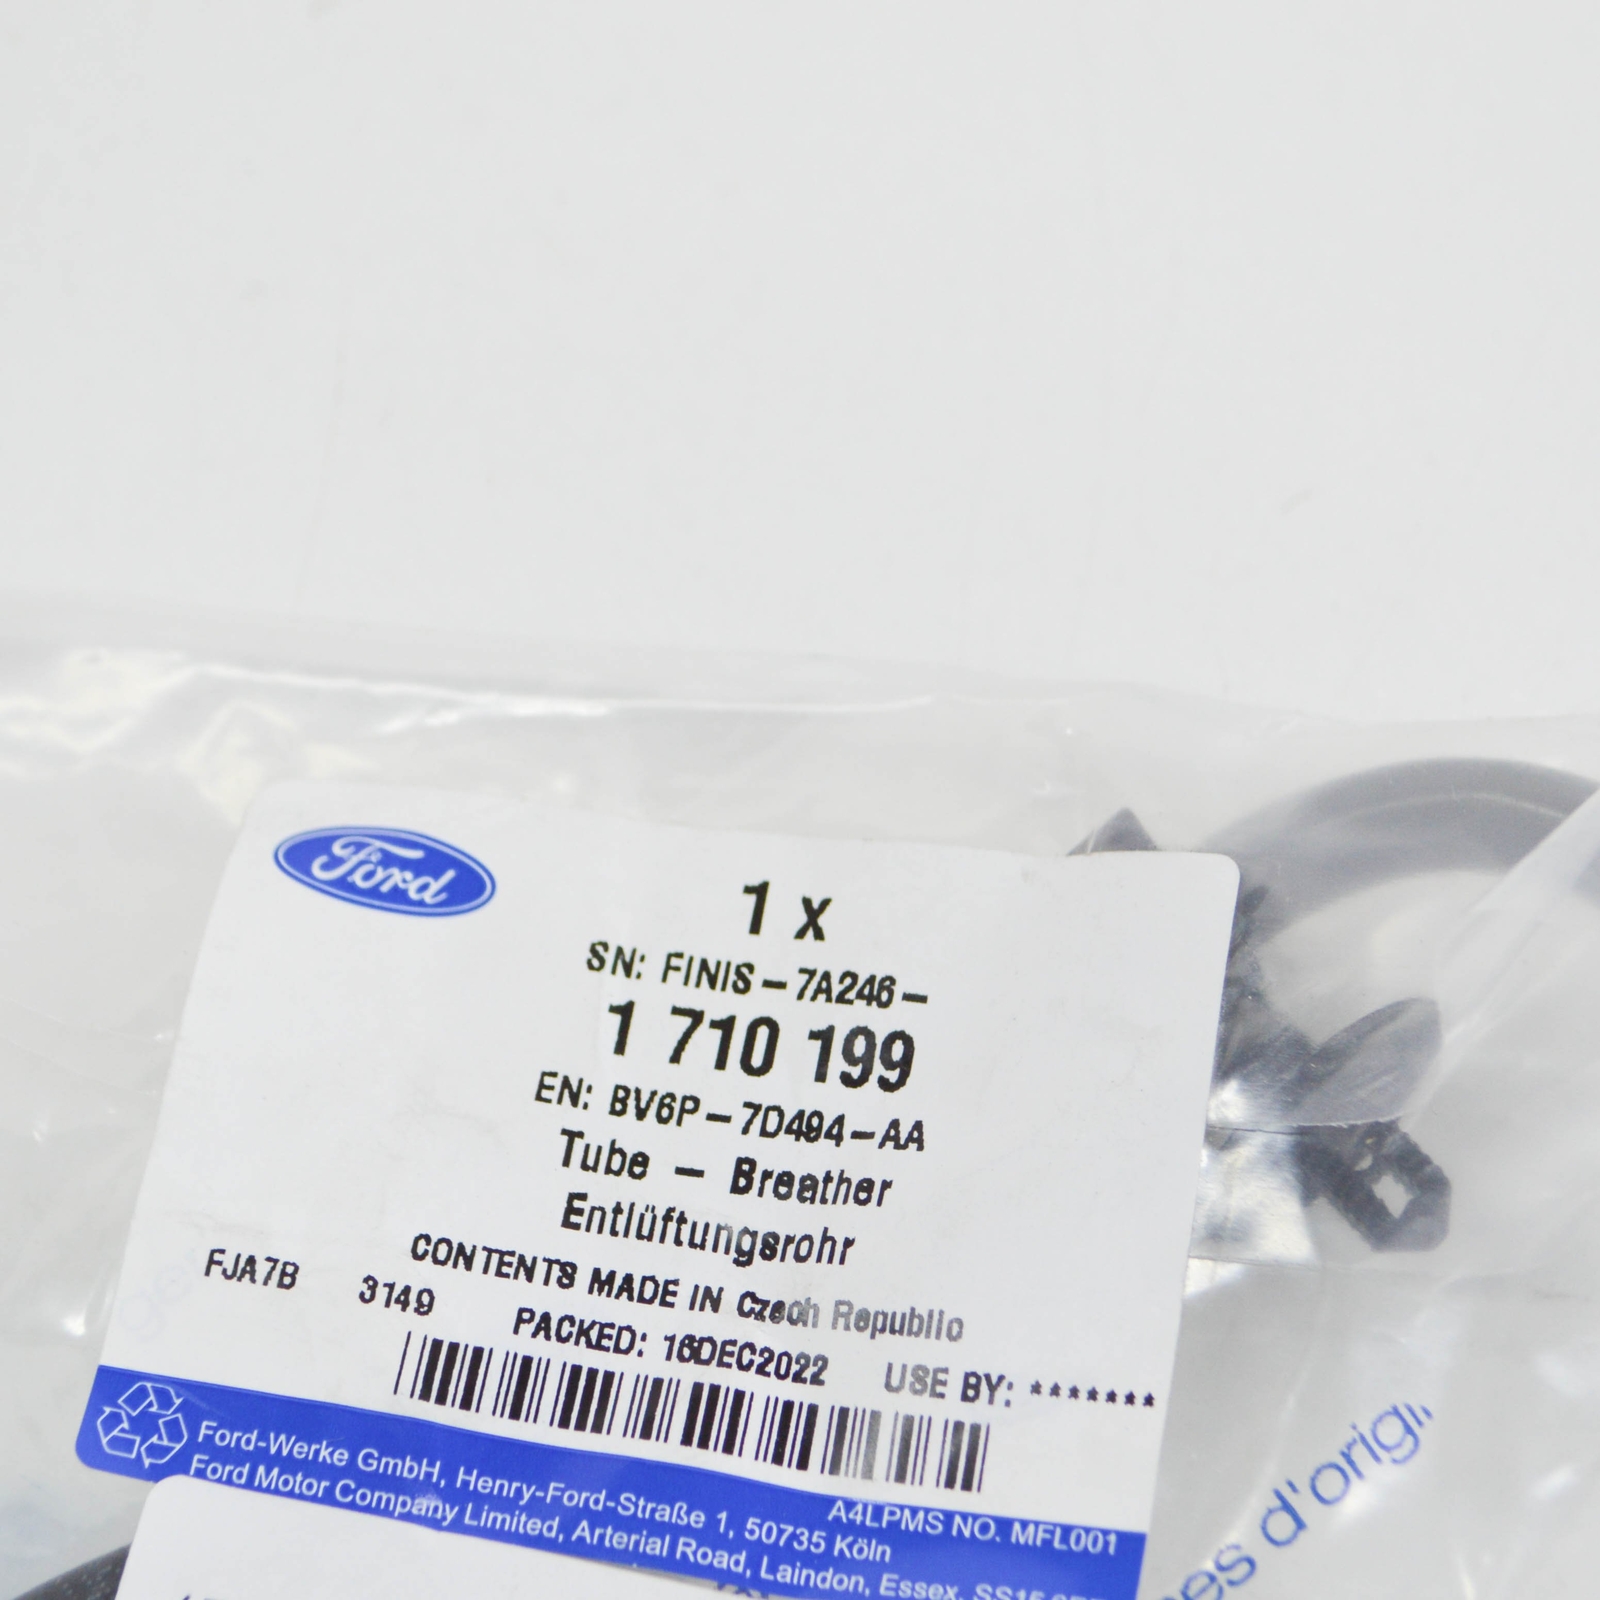 Ford
1 x
SN: FINIS-7A246-
1 710 199
EN: BV6P-7D494-AA
Tube - Breather
Entlüftungsrohr
CONTENTS MADE IN Czech Republic
FJA7B 3149 PACKED: 16DEC2022 USE BY: *******
A4LPMS NO. MFL001
Ford-Werke GmbH, Henry-Ford-Straße 1, 50735 Köln
Ford Motor Company Limited, Arterial Road, Laindon, Essex,
d'origi